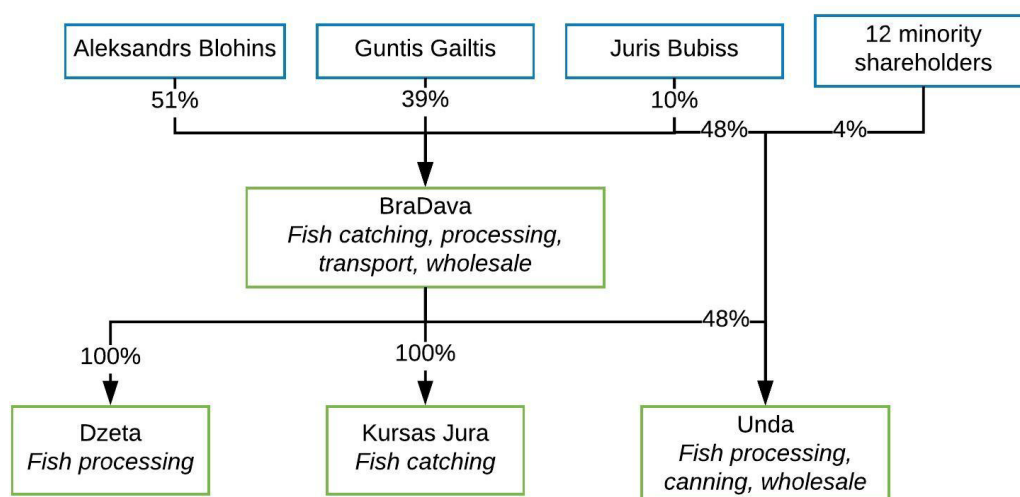 Aleksandrs Blohins
Guntis Gailtis
Juris Bubiss
12 minority
shareholders
51%
39%
10%
48%
4%
BraDava
Fish catching, processing,
transport, wholesale
48%
100%
100%
Dzeta
Fish processing
Kursas Jura
Fish catching
Unda
Fish processing,
canning, wholesale